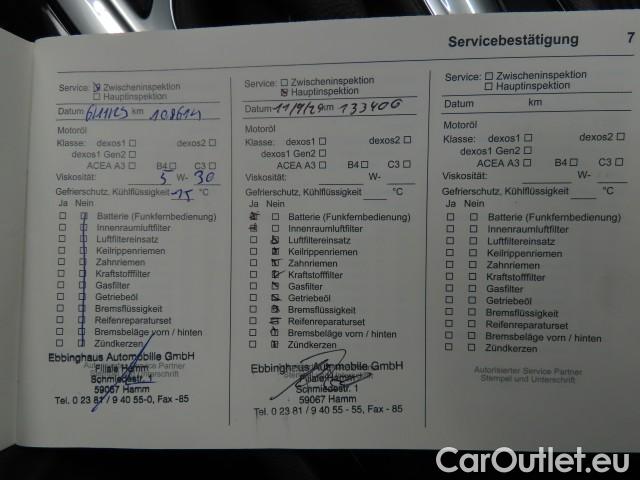 Servicebestätigung 7
Service: Zwischeninspektion
Hauptinspektion
Datum 6/11/23 km 108614
Motoröl
Klasse: dexos1 dexos2
dexos1 Gen2
ACEA A3 B4 C3
Viskosität: 5 W- 30
Gefrierschutz, Kühlflüssigkeit -25 °C
Ja Nein
Batterie (Funkfernbedienung)
Innenraumluftfilter
Luftfiltereinsatz
Keilrippenriemen
Zahnriemen
Kraftstofffilter
Gasfilter
Getriebeöl
Bremsflüssigkeit
Reifenreparaturset
Bremsbeläge vorn / hinten
Zündkerzen
Ebbinghaus Automobile GmbH
Filiale Hamm
Schmiedestr. 1
59067 Hamm
Tel. 0 23 81 / 9 40 55-0, Fax -85
Service: Zwischeninspektion
Hauptinspektion
Datum 11/9/24 km 133406
Motoröl
Klasse: dexos1 dexos2
dexos1 Gen2
ACEA A3 B4 C3
Viskosität: W-
Gefrierschutz, Kühlflüssigkeit °C
Ja Nein
Batterie (Funkfernbedienung)
Innenraumluftfilter
Luftfiltereinsatz
Keilrippenriemen
Zahnriemen
Kraftstofffilter
Gasfilter
Getriebeöl
Bremsflüssigkeit
Reifenreparaturset
Bremsbeläge vorn / hinten
Zündkerzen
Ebbinghaus Automobile GmbH
Filiale Hamm
Schmiedestr. 1
59067 Hamm
Tel. 0 23 81 / 9 40 55 - 55, Fax - 85
Service: Zwischeninspektion
Hauptinspektion
Datum km
Motoröl
Klasse: dexos1 dexos2
dexos1 Gen2
ACEA A3 B4 C3
Viskosität: W-
Gefrierschutz, Kühlflüssigkeit °C
Ja Nein
Batterie (Funkfernbedienung)
Innenraumluftfilter
Luftfiltereinsatz
Keilrippenriemen
Zahnriemen
Kraftstofffilter
Gasfilter
Getriebeöl
Bremsflüssigkeit
Reifenreparaturset
Bremsbeläge vorn / hinten
Zündkerzen
Autorisierter Service Partner
Stempel und Unterschrift
CarOutlet.eu